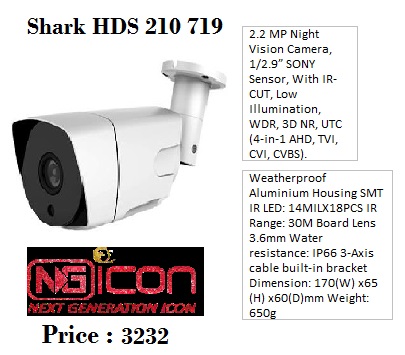 Shark HDS 210 719
2.2 MP Night
Vision Camera,
1/2.9” SONY
Sensor, With IR-
CUT, Low
Illumination,
WDR, 3D NR, UTC
(4-in-1 AHD, TVI,
CVI, CVBS).
Weatherproof
Aluminium Housing SMT
IR LED: 14MILX18PCS IR
Range: 30M Board Lens
3.6mm Water
resistance: IP66 3-Axis
cable built-in bracket
Dimension: 170(W) x65
(H) x60(D)mm Weight:
650g
NG icon
NEXT GENERATION ICON
Price : 3232